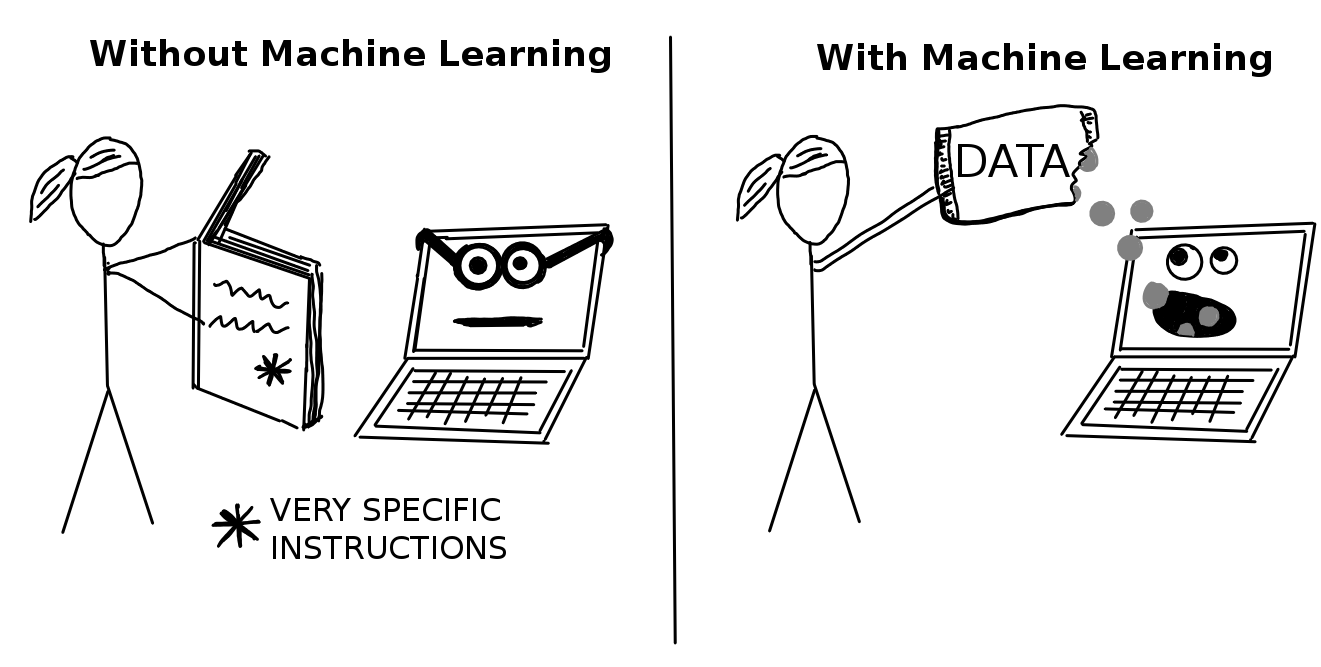 Without Machine Learning
VERY SPECIFIC
INSTRUCTIONS
With Machine Learning
DATA